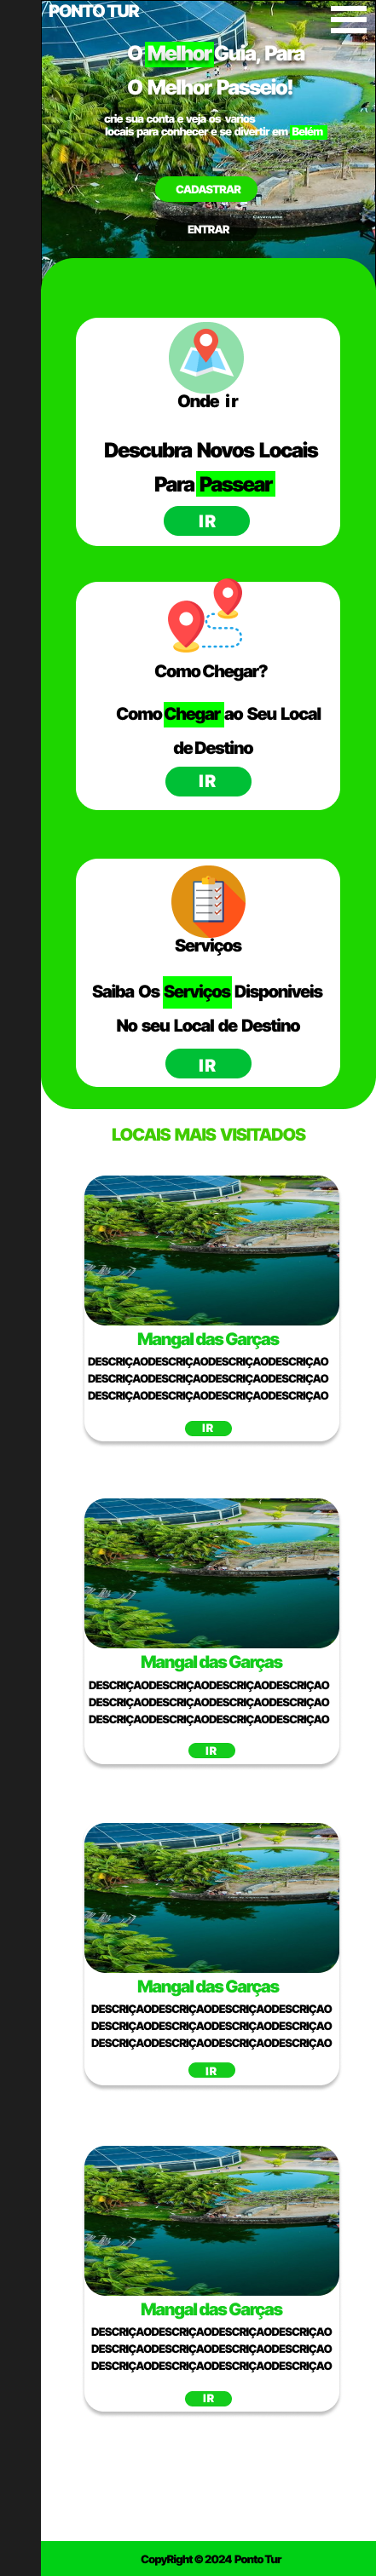 PONTO TUR
O Melhor Guia, Para
O Melhor Passeio!
crie sua conta e veja os varios
locais para conhecer e se divertir em Belém
CADASTRAR
ENTRAR
Onde ir
Descubra Novos Locais
Para Passear
IR
Como Chegar?
Como Chegar ao Seu Local
de Destino
IR
Serviços
Saiba Os Serviços Disponiveis
No seu Local de Destino
IR
LOCAIS MAIS VISITADOS
Mangal das Garças
DESCRIÇAODESCRIÇAODESCRIÇAODESCRIÇAO
DESCRIÇAODESCRIÇAODESCRIÇAODESCRIÇAO
DESCRIÇAODESCRIÇAODESCRIÇAODESCRIÇAO
IR
Mangal das Garças
DESCRIÇAODESCRIÇAODESCRIÇAODESCRIÇAO
DESCRIÇAODESCRIÇAODESCRIÇAODESCRIÇAO
DESCRIÇAODESCRIÇAODESCRIÇAODESCRIÇAO
IR
Mangal das Garças
DESCRIÇAODESCRIÇAODESCRIÇAODESCRIÇAO
DESCRIÇAODESCRIÇAODESCRIÇAODESCRIÇAO
DESCRIÇAODESCRIÇAODESCRIÇAODESCRIÇAO
IR
Mangal das Garças
DESCRIÇAODESCRIÇAODESCRIÇAODESCRIÇAO
DESCRIÇAODESCRIÇAODESCRIÇAODESCRIÇAO
DESCRIÇAODESCRIÇAODESCRIÇAODESCRIÇAO
IR
CopyRight © 2024 Ponto Tur